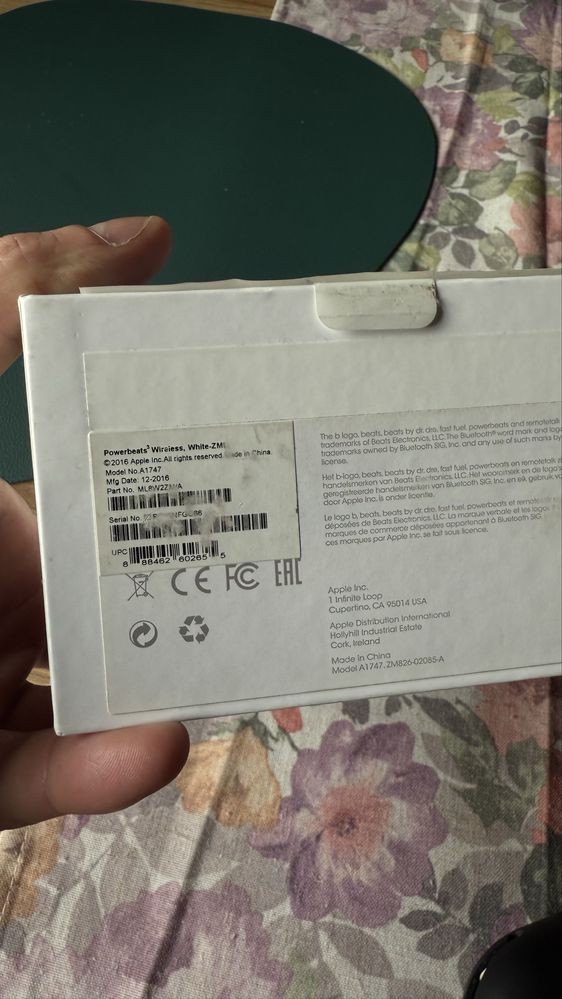 Powerbeats³ Wireless, White-ZML
©2016 Apple Inc. All rights reserved. Made in China
Model No. A1747
Mfg Date: 12-2016
Part No. ML8W2ZM/A
Serial No.
UPC
8 88462 60265 5
CE FC EAC
The b logo, beats, beats by dr. dre, fast fuel, powerbeats and remotetalk
trademarks of Beats Electronics, LLC. The Bluetooth® word mark and
trademarks owned by Bluetooth SIG, Inc. and any use of such marks by
license.
Het b-logo, beats, beats by dr. dre, fast fuel, powerbeats en remotetalk
handelsmerken van Beats Electronics, LLC. Het woordmerk en de logo's
geregistreerde handelsmerken van Bluetooth SIG, Inc. en elk gebruik
door Apple is onder licentie.
Le logo b, beats, beats by dr. dre, fast fuel, powerbeats et remotetalk
déposées de Beats Electronics, LLC. La marque verbale et les logos
marques de commerce déposées appartenant à Bluetooth SIG,
ces marques par Apple, se fait sous licence.
Apple Inc.
1 Infinite Loop
Cupertino, CA 95014 USA
Apple Distribution International
Hollyhill Industrial Estate
Cork, Ireland
Made in China
Model A1747, ZM826-02085-A